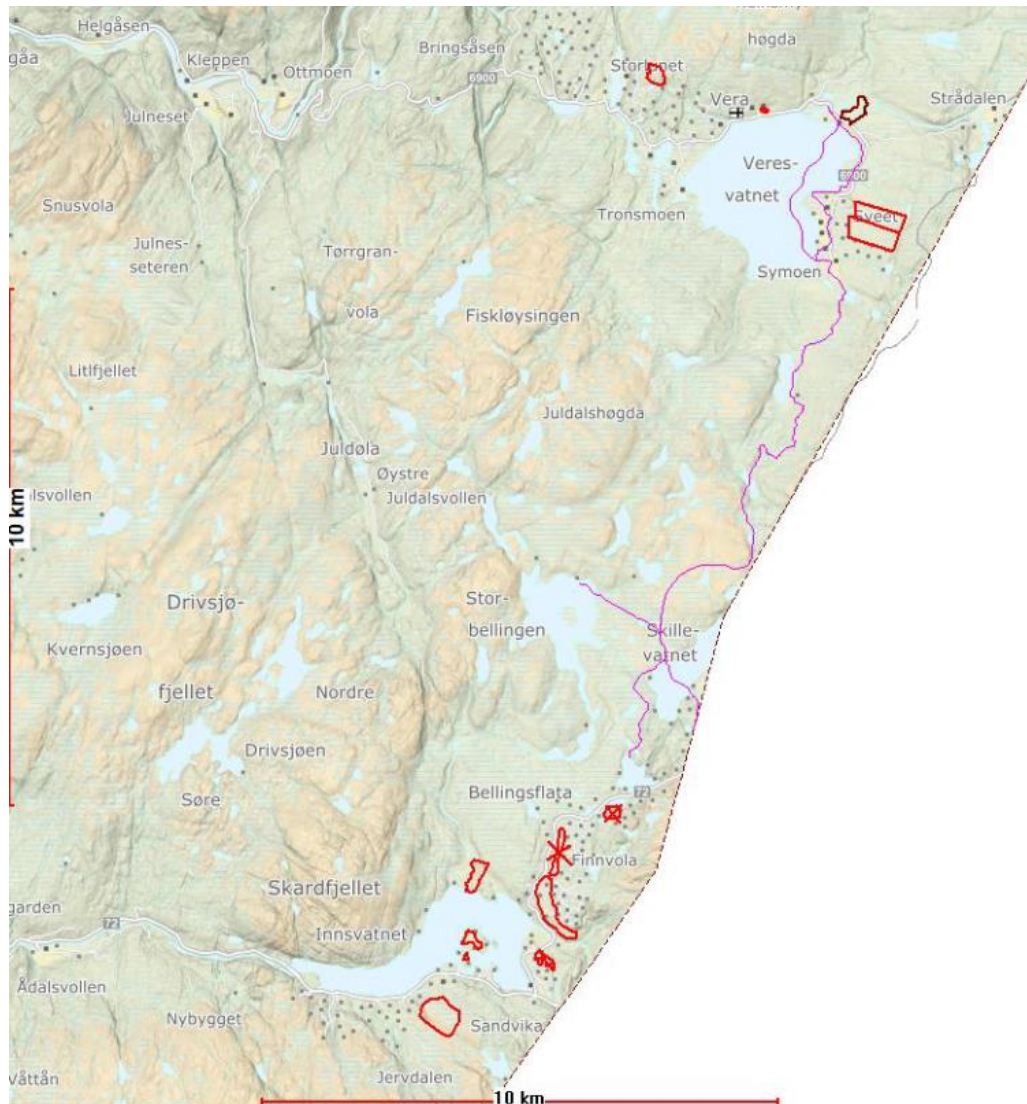 Helgåsen
Kleppen
Bringsåsen
høgda
Ottmoen
6900
Vera
Strådalen
Julneset
Veres-
vatnet
6900
Snusvola
Tronsmoen
Sveet
Julnes-
seteren
Tørrgran-
vola
Symoen
Fiskløysingen
Litlfjellet
Juldalshøgda
Juldøla
Øystre
Juldalsvollen
alsvollen
10 km
Drivsjø-
fjellet
Stor-
bellingen
Skille-
vatnet
Kvernsjøen
Nordre
Drivsjøen
Søre
Bellingsflata
72
Finnvola
Skardfjellet
garden
72
Innsvatnet
Ådalsvollen
Nybygget
Sandvika
Jervdalen
Våttån
10 km